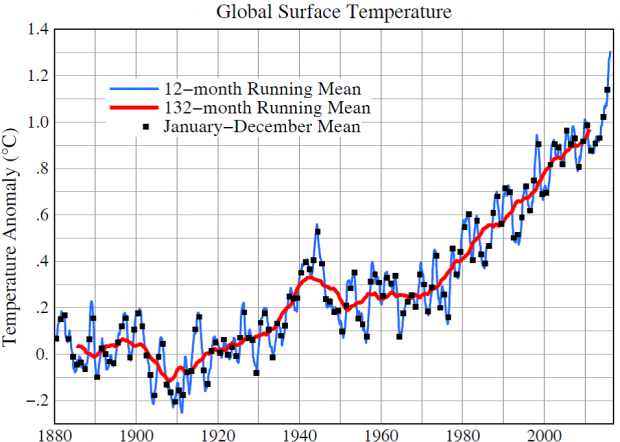 Global Surface Temperature
Temperature Anomaly (°C)
1.4
1.2
1.0
.8
.6
.4
.2
0.
−.2
12−month Running Mean
132−month Running Mean
January−December Mean
1880 1900 1920 1940 1960 1980 2000